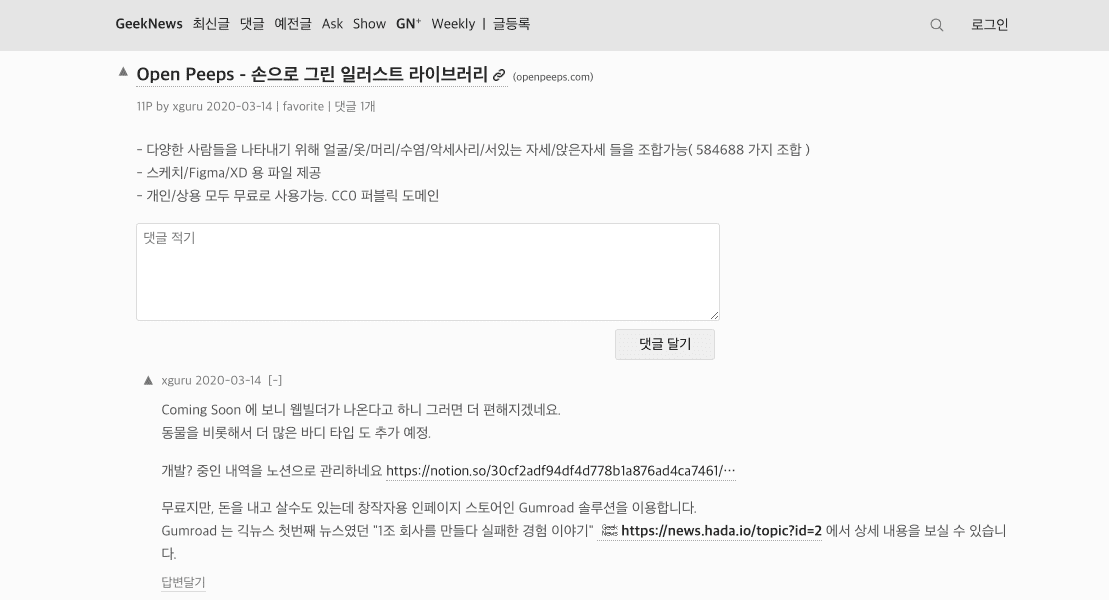 GeekNews 최신글 댓글 예전글 Ask Show GN⁺ Weekly | 글등록 로그인
▲ Open Peeps - 손으로 그린 일러스트 라이브러리 (openpeeps.com)
11P by xguru 2020-03-14 | favorite | 댓글 1개
- 다양한 사람들을 나타내기 위해 얼굴/옷/머리/수염/악세사리/서있는 자세/앉은자세 들을 조합가능( 584688 가지 조합 )
- 스케치/Figma/XD 용 파일 제공
- 개인/상용 모두 무료로 사용가능. CC0 퍼블릭 도메인
댓글 적기
댓글 달기
▲ xguru 2020-03-14 [-]
Coming Soon 에 보니 웹빌더가 나온다고 하니 그러면 더 편해지겠네요.
동물을 비롯해서 더 많은 바디 타입 도 추가 예정.
개발? 중인 내역을 노션으로 관리하네요 https://notion.so/30cf2adf94df4d778b1a876ad4ca7461/…
무료지만, 돈을 내고 살수도 있는데 창작자용 인페이지 스토어인 Gumroad 솔루션을 이용합니다.
Gumroad 는 긱뉴스 첫번째 뉴스였던 "1조 회사를 만들다 실패한 경험 이야기" https://news.hada.io/topic?id=2 에서 상세 내용을 보실 수 있습니
다.
답변달기